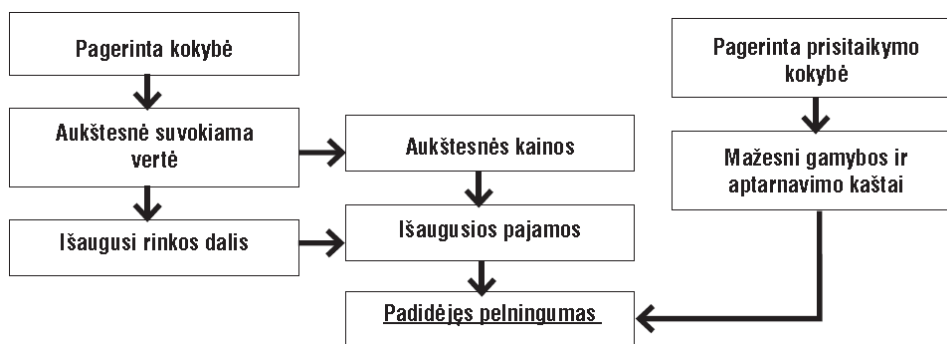 Pagerinta kokybė
Pagerinta prisitaikymo
kokybė
Aukštesnė suvokiama
vertė
Aukštesnės kainos
Mažesni gamybos ir
aptarnavimo kaštai
Išaugusi rinkos dalis
Išaugusios pajamos
Padidėjęs pelningumas